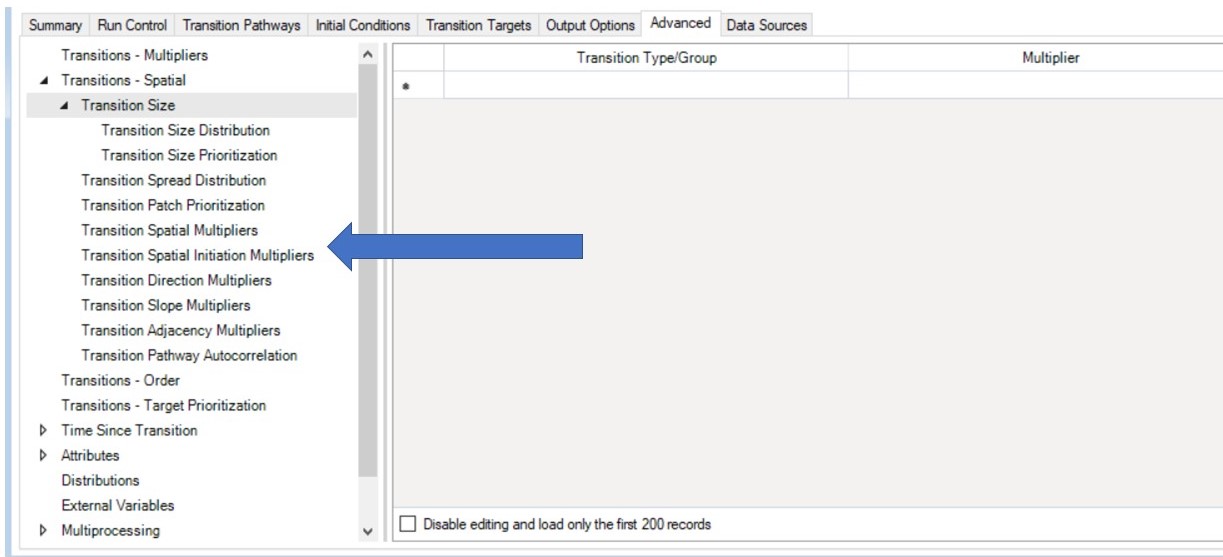 Summary Run Control Transition Pathways Initial Conditions Transition Targets Output Options Advanced Data Sources
Transitions - Multipliers
Transitions - Spatial
Transition Size
Transition Size Distribution
Transition Size Prioritization
Transition Spread Distribution
Transition Patch Prioritization
Transition Spatial Multipliers
Transition Spatial Initiation Multipliers
Transition Direction Multipliers
Transition Slope Multipliers
Transition Adjacency Multipliers
Transition Pathway Autocorrelation
Transitions - Order
Transitions - Target Prioritization
Time Since Transition
Attributes
Distributions
External Variables
Multiprocessing
Transition Type/Group Multiplier
*
Disable editing and load only the first 200 records